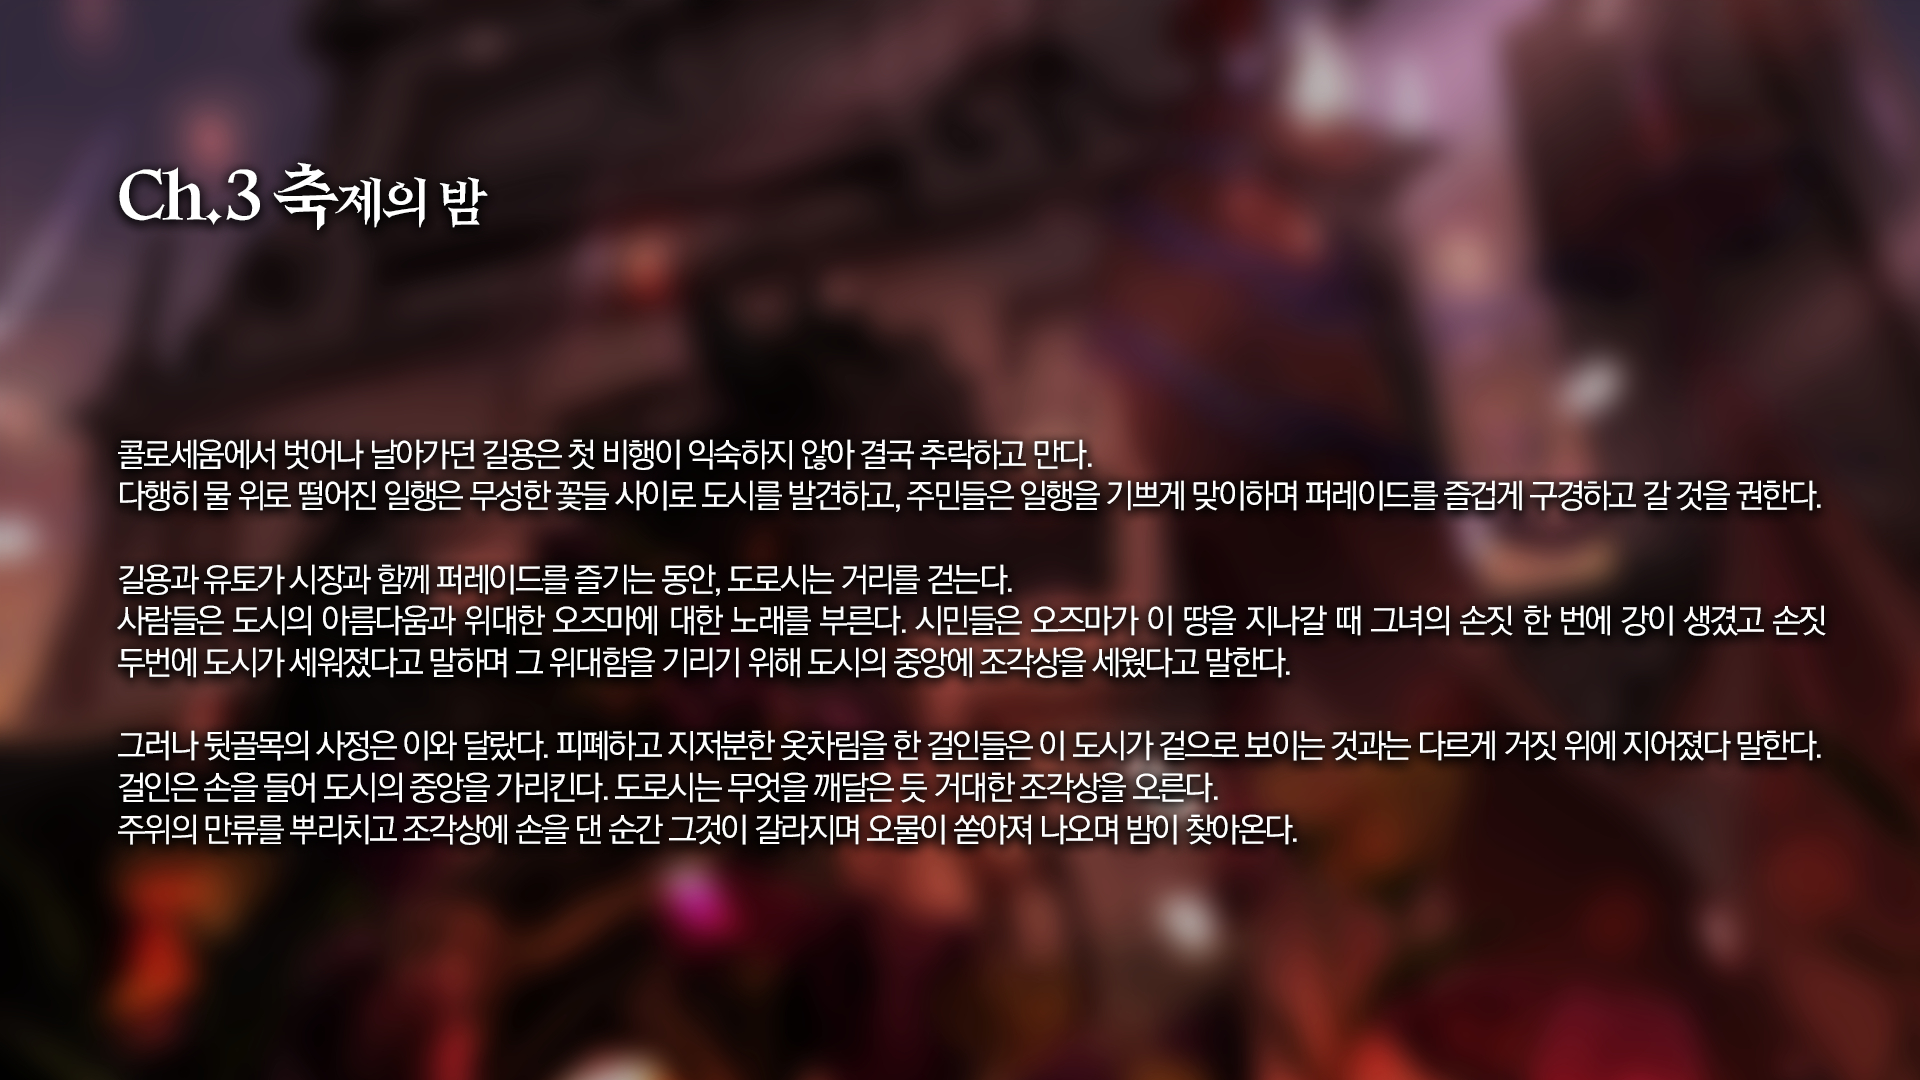 Ch.3 축제의 밤
콜로세움에서 벗어나 날아가던 길용은 첫 비행이 익숙하지 않아 결국 추락하고 만다.
다행히 물 위로 떨어진 일행은 무성한 꽃들 사이로 도시를 발견하고, 주민들은 일행을 기쁘게 맞이하며 퍼레이드를 즐겁게 구경하고 갈 것을 권한다.
길용과 유토가 시장과 함께 퍼레이드를 즐기는 동안, 도로시는 거리를 걷는다.
사람들은 도시의 아름다움과 위대한 오즈마에 대한 노래를 부른다. 시민들은 오즈마가 이 땅을 지나갈 때 그녀의 손짓 한 번에 강이 생겼고 손짓
두번에 도시가 세워졌다고 말하며 그 위대함을 기리기 위해 도시의 중앙에 조각상을 세웠다고 말한다.
그러나 뒷골목의 사정은 이와 달랐다. 피폐하고 지저분한 옷차림을 한 걸인들은 이 도시가 겉으로 보이는 것과는 다르게 거짓 위에 지어졌다 말한다.
걸인은 손을 들어 도시의 중앙을 가리킨다. 도로시는 무엇을 깨달은 듯 거대한 조각상을 오른다.
주위의 만류를 뿌리치고 조각상에 손을 댄 순간 그것이 갈라지며 오물이 쏟아져 나오며 밤이 찾아온다.